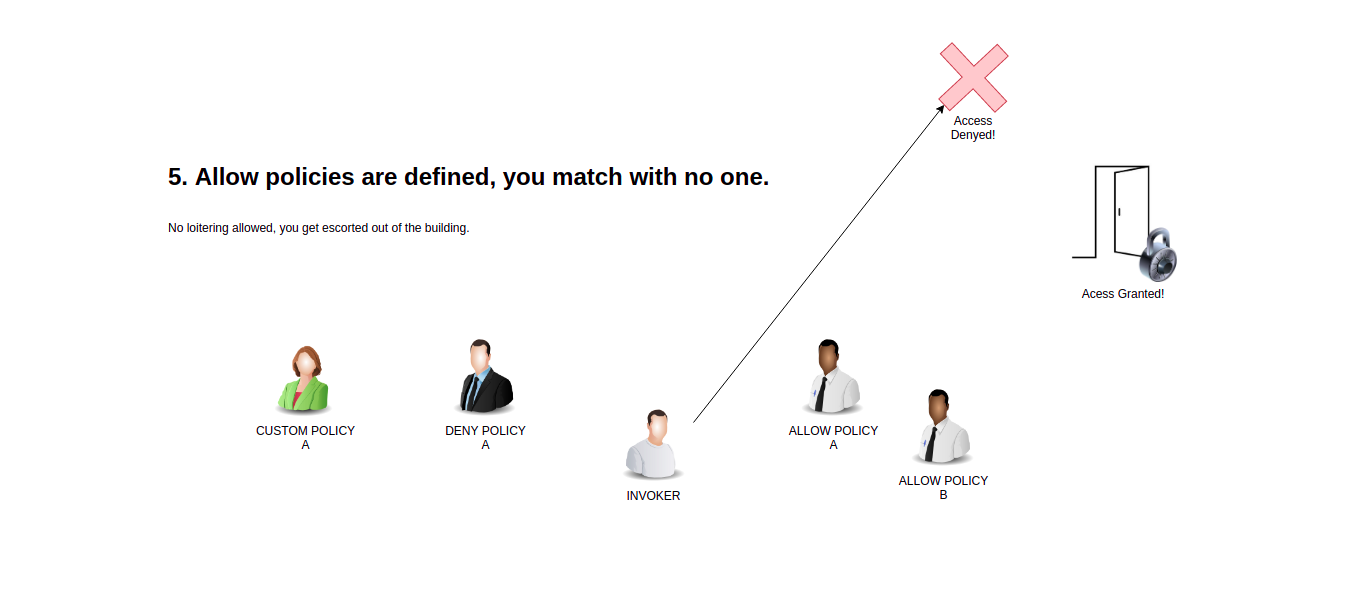 Access
Denyed!
5. Allow policies are defined, you match with no one.
No loitering allowed, you get escorted out of the building.
Acess Granted!
CUSTOM POLICY
A
DENY POLICY
A
INVOKER
ALLOW POLICY
A
ALLOW POLICY
B